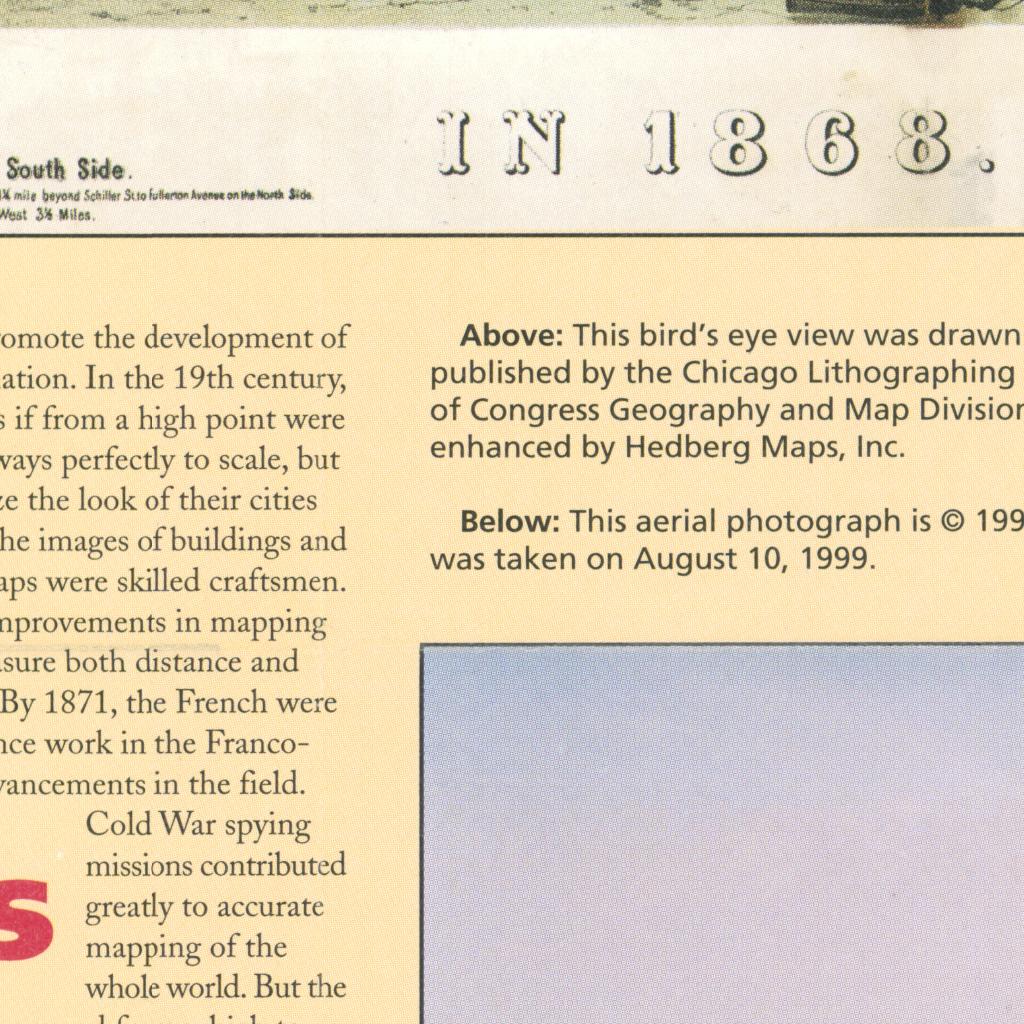 IN 1868.
South Side.
1¼ mile beyond Schiller St. to Fullerton Avenue on the North Side.
West 3½ Miles.
omote the development of
ation. In the 19th century,
s if from a high point were
ways perfectly to scale, but
ze the look of their cities
he images of buildings and
aps were skilled craftsmen.
mprovements in mapping
asure both distance and
By 1871, the French were
nce work in the Franco-
vancements in the field.
Cold War spying
missions contributed
greatly to accurate
mapping of the
whole world. But the
s
Above: This bird's eye view was drawn
published by the Chicago Lithographing
of Congress Geography and Map Division
enhanced by Hedberg Maps, Inc.
Below: This aerial photograph is © 199
was taken on August 10, 1999.